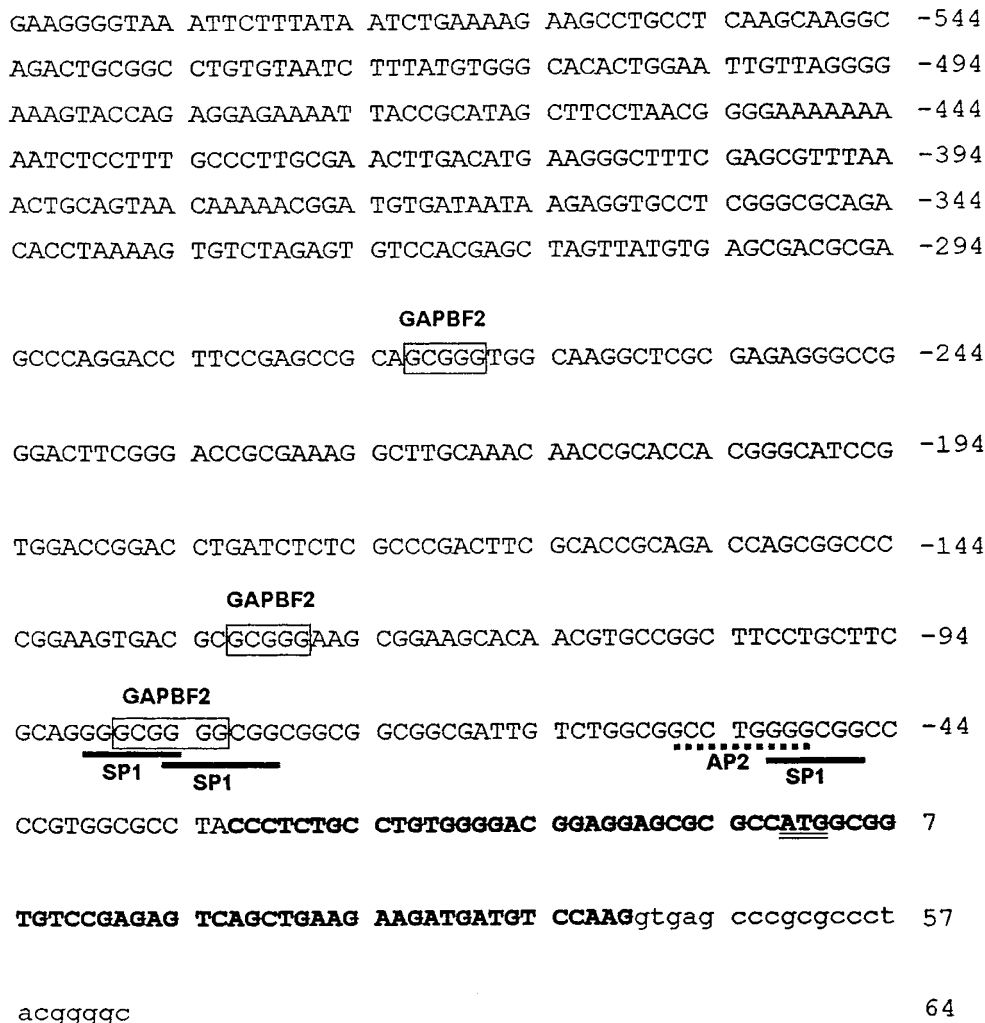 GAAGGGGTAA ATTCTTTATA ATCTGAAAAG AAGCCTGCCT CAAGCAAGGC -544
AGACTGCGGC CTGTGTAATC TTTATGTGGG CACACTGGAA TTGTTAGGGG -494
AAAGTACCAG AGGAGAAAAT TACCGCATAG CTTCCTAACG GGGAAAAAAA -444
AATCTCCTTT GCCCTTGCGA ACTTGACATG AAGGGCTTTC GAGCGTTTAA -394
ACTGCAGTAA CAAAAACGGA TGTGATAATA AGAGGTGCCT CGGGCGCAGA -344
CACCTAAAAG TGTCTAGAGT GTCCACGAGC TAGTTATGTG AGCGACGCGA -294
GAPBF2
GCCCAGGACC TTCCGAGCCG CAGCGGGTGG CAAGGCTCGC GAGAGGGCCG -244
GGACTTCGGG ACCGCGAAAG GCTTGCAAAC AACCGCACCA CGGGCATCCG -194
TGGACCGGAC CTGATCTCTC GCCCGACTTC GCACCGCAGA CCAGCGGCCC -144
GAPBF2
CGGAAGTGAC GCGCGGGAAG CGGAAGCACA ACGTGCCGGC TTCCTGCTTC -94
GAPBF2
GCAGGGGCGG GGCGGCGGCG GCGGCGATTG TCTGGCGGCC TGGGGCGGCC -44
SP1 SP1 AP2 SP1
CCGTGGCGCC TACCCTCTGC CTGTGGGGAC GGAGGAGCGC GCCATGGCGG 7
TGTCCGAGAG TCAGCTGAAG AAGATGATGT CCAAGgtgag cccgcgccct 57
acggggc 64